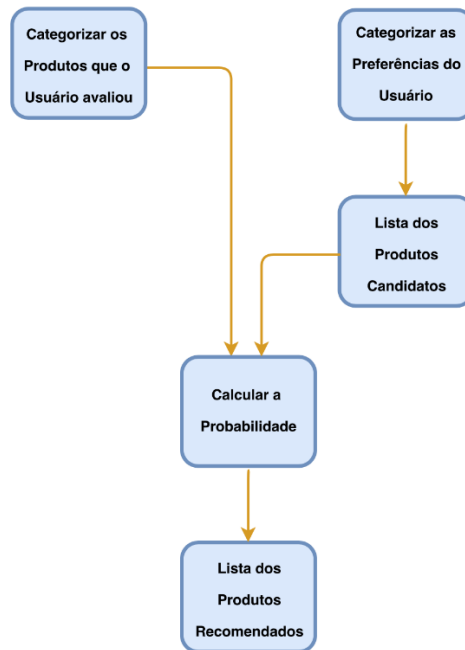 Categorizar os
Produtos que o
Usuário avaliou
Categorizar as
Preferências do
Usuário
Lista dos
Produtos
Candidatos
Calcular a
Probabilidade
Lista dos
Produtos
Recomendados